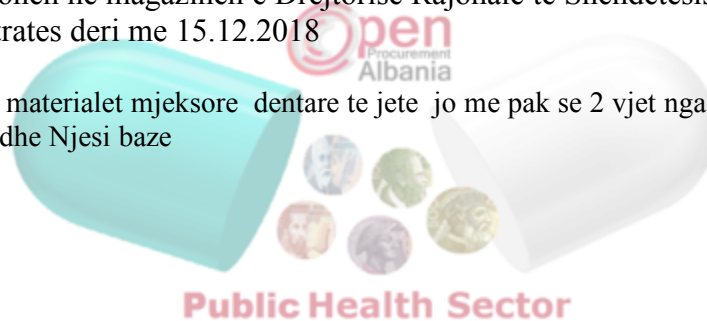 ne magazinen e Drejtorise Rajonale te Shendetesis
deri me 15.12.2018
Open
Procurement
Albania
materialet mjeksore dentare te jete jo me pak se 2 vjet nga
dhe Njesi baze
Public Health Sector